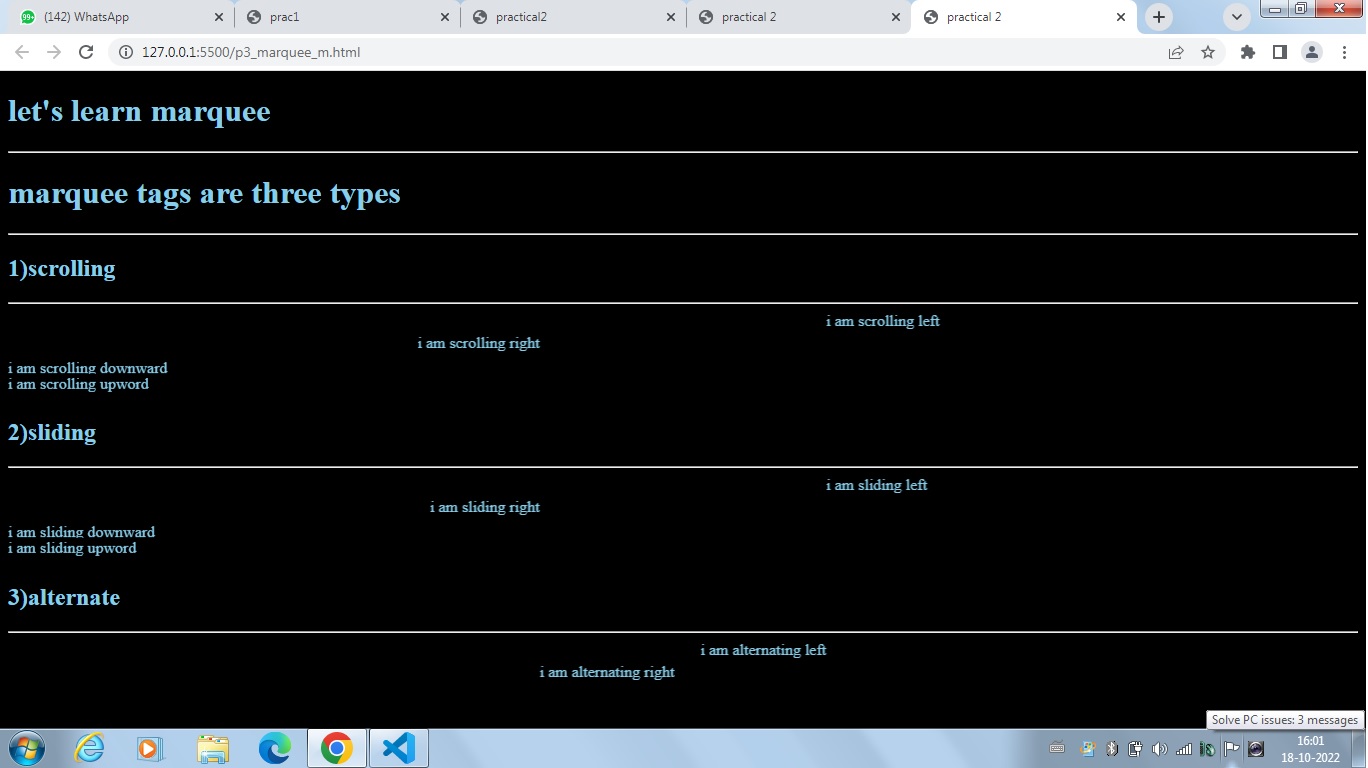 (142) WhatsApp
prac1
practical2
practical 2
practical 2
127.0.0.1:5500/p3_marquee_m.html
let's learn marquee
marquee tags are three types
1)scrolling
i am scrolling left
i am scrolling right
i am scrolling downward
i am scrolling upword
2)sliding
i am sliding left
i am sliding right
i am sliding downward
i am sliding upword
3)alternate
i am alternating left
i am alternating right
Solve PC issues: 3 messages
16:01
18-10-2022